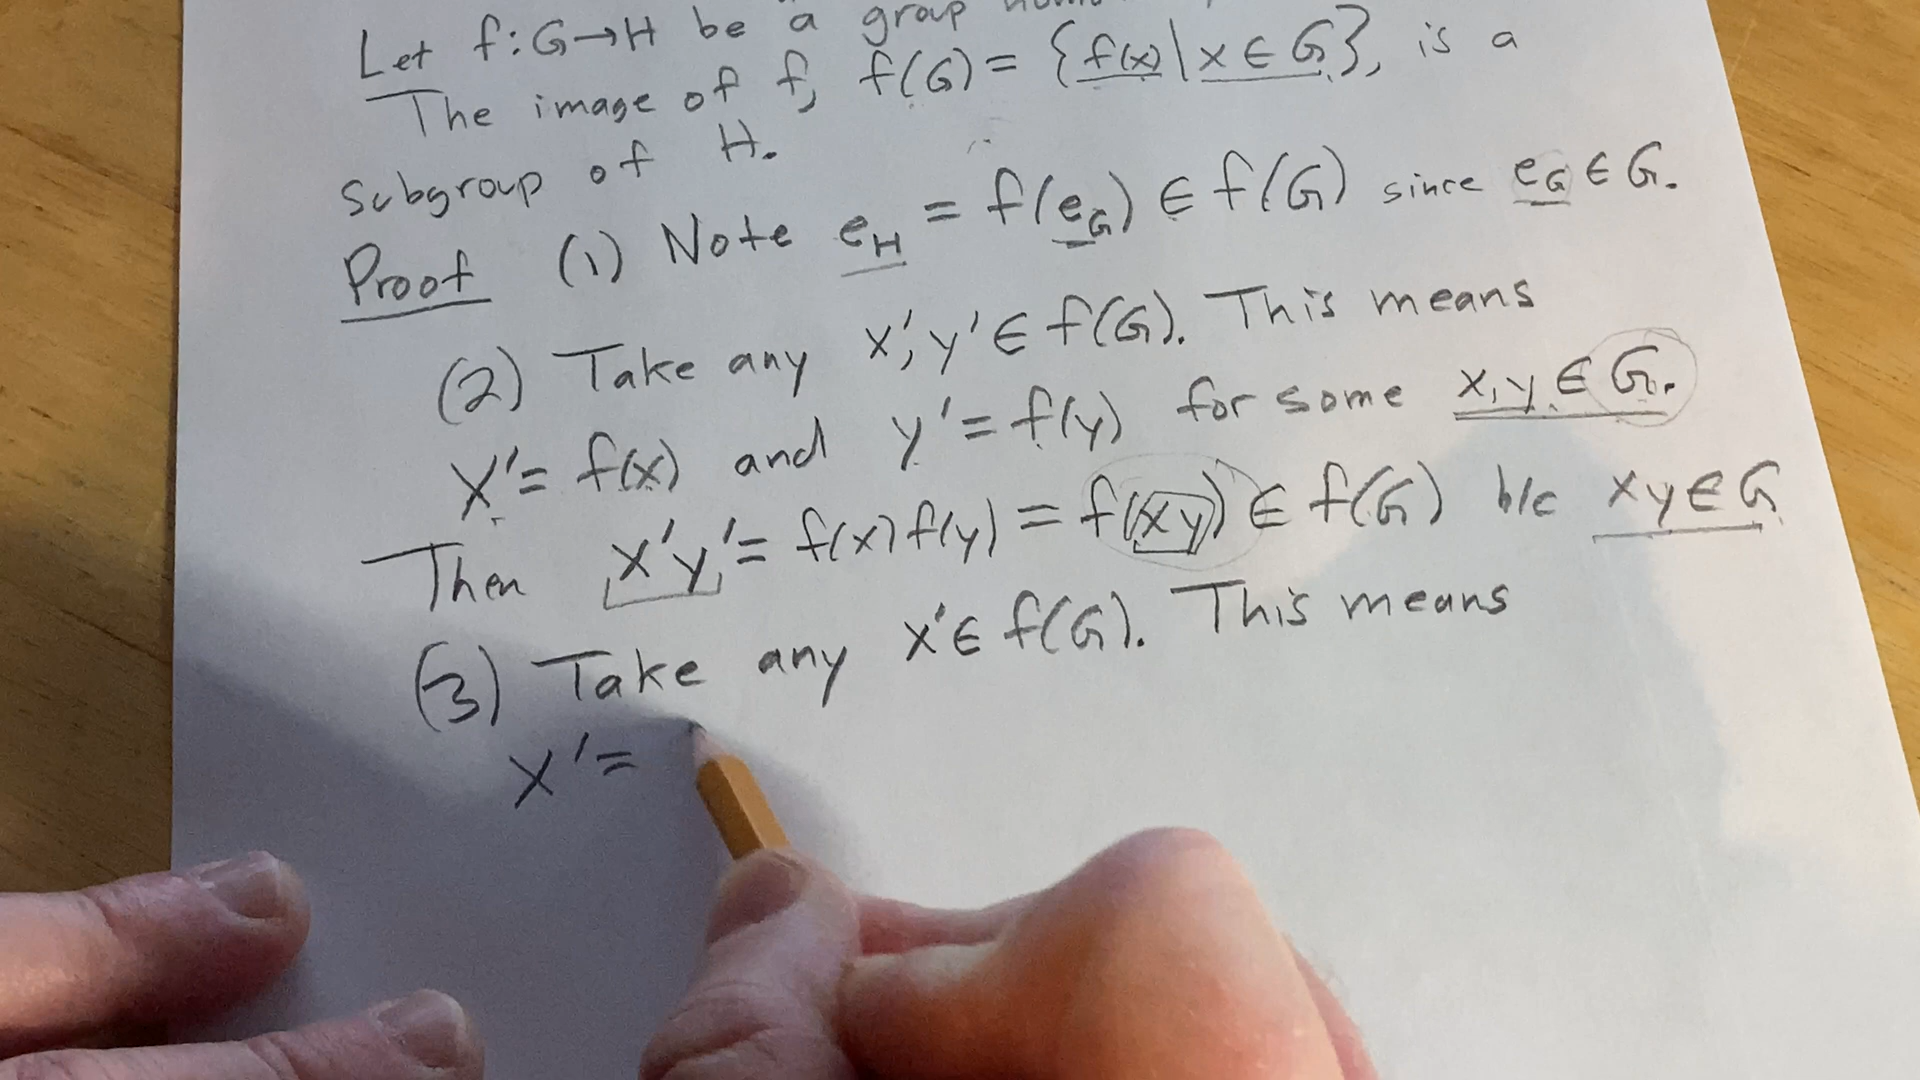 Let f:G→H be a group
The image of f, f(G) = {f(x) | x ∈ G}, is a
Subgroup of H.
Proof (1) Note e_H = f(e_G) ∈ f(G) since e_G ∈ G.
(2) Take any x', y' ∈ f(G). This means
x' = f(x) and y' = f(y) for some x, y ∈ G.
Then x'y' = f(x)f(y) = f(xy) ∈ f(G) b/c xy ∈ G
(3) Take any x' ∈ f(G). This means
x' =